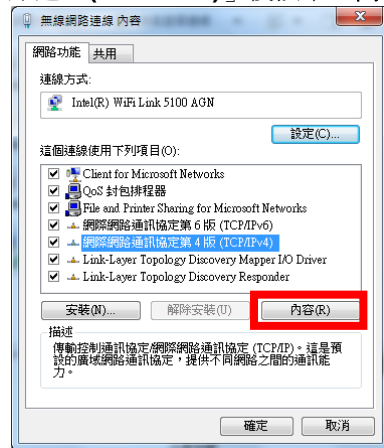 無線網路連線 內容
網路功能 共用
連線方式:
Intel(R) WiFi Link 5100 AGN
設定(C)...
這個連線使用下列項目(O):
Client for Microsoft Networks
QoS 封包排程器
File and Printer Sharing for Microsoft Networks
網際網路通訊協定第 6 版 (TCP/IPv6)
網際網路通訊協定第 4 版 (TCP/IPv4)
Link-Layer Topology Discovery Mapper I/O Driver
Link-Layer Topology Discovery Responder
安裝(N)... 解除安裝(U) 內容(R)
描述
傳輸控制通訊協定/網際網路通訊協定 (TCP/IP)。這是預
設的廣域網路通訊協定，提供不同網路之間的通訊能
力。
確定 取消